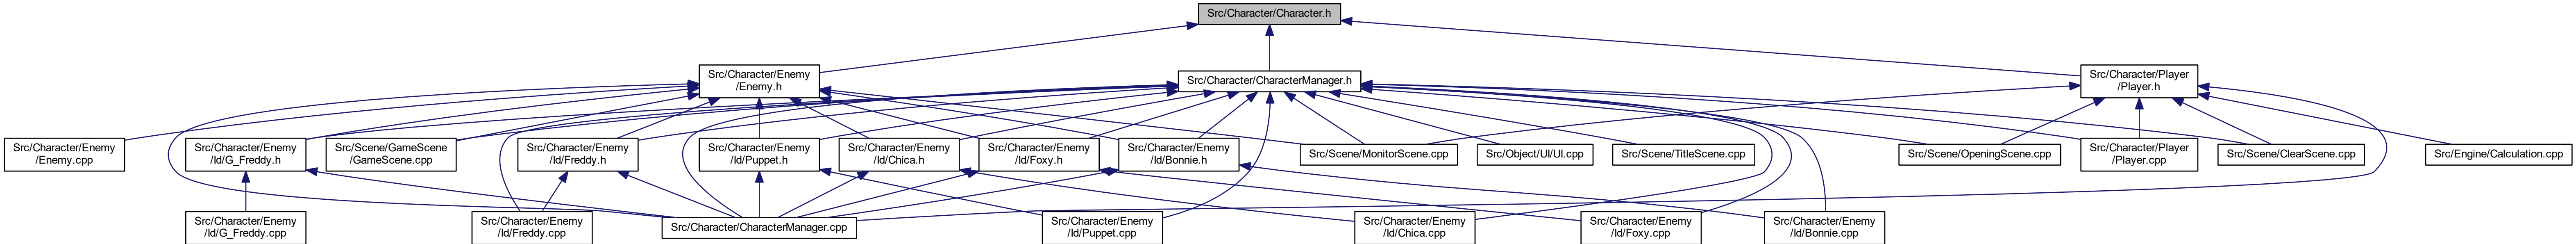 Src/Character/Character.h
Src/Character/Enemy
/Enemy.h
Src/Character/CharacterManager.h
Src/Character/Player
/Player.h
Src/Character/Enemy
/Enemy.cpp
Src/Character/Enemy
/Id/G_Freddy.h
Src/Scene/GameScene
/GameScene.cpp
Src/Character/Enemy
/Id/Freddy.h
Src/Character/Enemy
/Id/Puppet.h
Src/Character/Enemy
/Id/Chica.h
Src/Character/Enemy
/Id/Foxy.h
Src/Character/Enemy
/Id/Bonnie.h
Src/Scene/MonitorScene.cpp
Src/Object/UI/UI.cpp
Src/Scene/TitleScene.cpp
Src/Scene/OpeningScene.cpp
Src/Character/Player
/Player.cpp
Src/Scene/ClearScene.cpp
Src/Engine/Calculation.cpp
Src/Character/Enemy
/Id/G_Freddy.cpp
Src/Character/Enemy
/Id/Freddy.cpp
Src/Character/CharacterManager.cpp
Src/Character/Enemy
/Id/Puppet.cpp
Src/Character/Enemy
/Id/Chica.cpp
Src/Character/Enemy
/Id/Foxy.cpp
Src/Character/Enemy
/Id/Bonnie.cpp